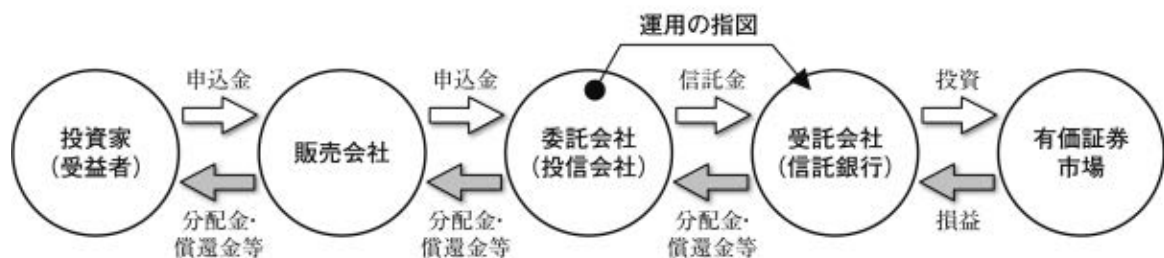 運用の指図
申込金
申込金
信託金
投資
投資家
(受益者)
販売会社
委託会社
(投信会社)
受託会社
(信託銀行)
有価証券
市場
分配金・
償還金等
分配金・
償還金等
分配金・
償還金等
損益